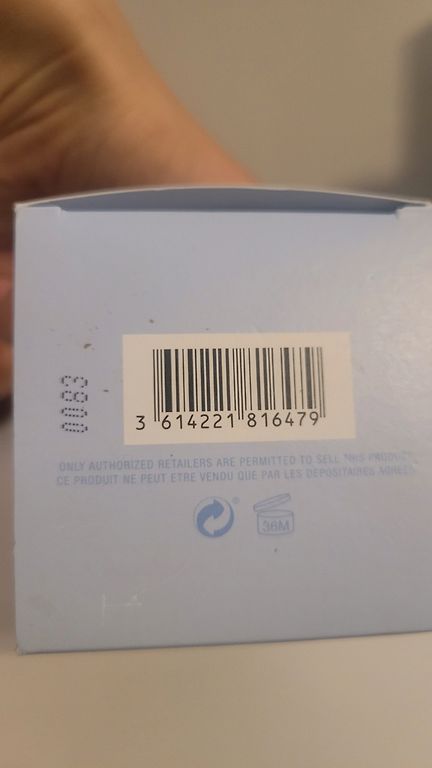 0083
3 614221 816479
ONLY AUTHORIZED RETAILERS ARE PERMITTED TO SELL THIS PRODUCT
CE PRODUIT NE PEUT ETRE VENDU QUE PAR LES DEPOSITAIRES AGREES
36M